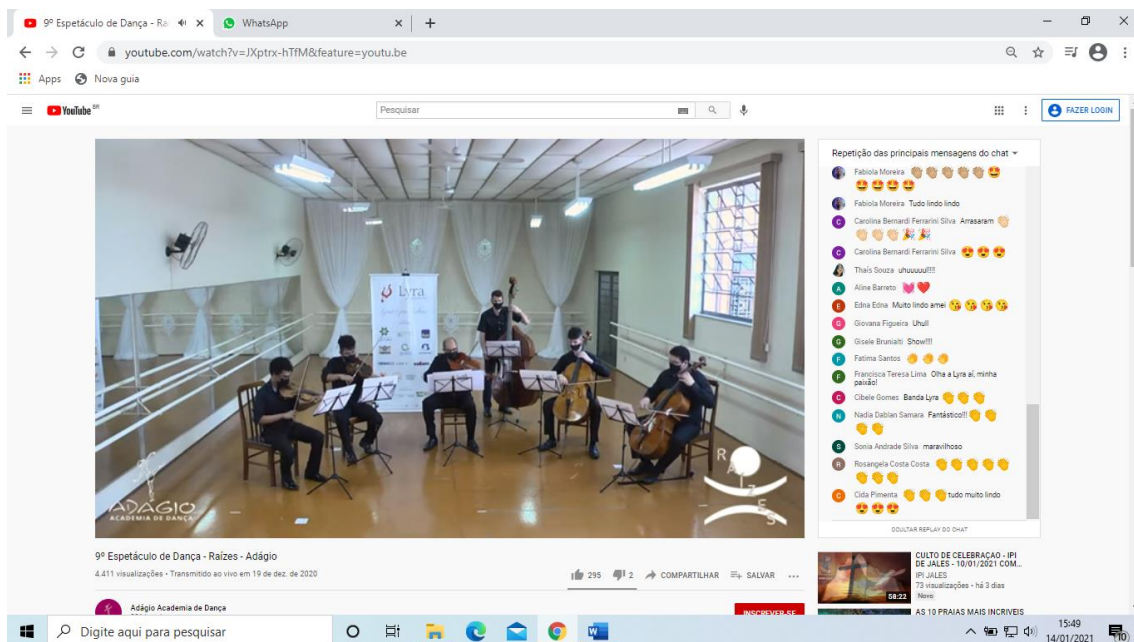 9º Espetáculo de Dança - Ra
WhatsApp
youtube.com/watch?v=JXptrx-hTfM&feature=youtu.be
Apps
Nova guia
YouTube BR
Pesquisar
FAZER LOGIN
Lyra
ADÁGIO
ACADEMIA DE DANÇA
RAÍZES
Repetição das principais mensagens do chat
Fabiola Moreira 👏🏼👏🏼👏🏼👏🏼👏🏼🤩
🤩🤩🤩🤩
Fabiola Moreira Tudo lindo lindo
Carolina Bernardi Ferrarini Silva Arrasaram 👏🏻
👏🏻👏🏻👏🏻🎉🎉
Carolina Bernardi Ferrarini Silva 😍😍😍
Thaís Souza uhuuuuu!!!!
Aline Barreto 💓❤️
Edna Edna Muito lindo amei 😘😘😘😘
Giovana Figueira Uhull
Gisele Brunialti Show!!!
Fatima Santos 👏👏👏
Francisca Teresa Lima Olha a Lyra aí, minha
paixão!
Cibele Gomes Banda Lyra 👏👏👏
Nadia Dablan Samara Fantástico!!! 👏👏
👏👏
Sonia Andrade Silva maravilhoso
Rosangela Costa Costa 👏👏👏👏👏
👏👏👏
Cida Pimenta 👏👏👏tudo muito lindo
😍😍😍
OCULTAR REPLAY DO CHAT
9º Espetáculo de Dança - Raízes - Adágio
4.411 visualizações • Transmitido ao vivo em 19 de dez. de 2020
295
2
COMPARTILHAR
SALVAR
Adágio Academia de Dança
INSCREVER-SE
58:22
CULTO DE CELEBRAÇAO - IPI
DE JALES - 10/01/2021 COM...
IPI JALES
73 visualizações • há 3 dias
Novo
AS 10 PRAIAS MAIS INCRIVEIS
Digite aqui para pesquisar
15:49
14/01/2021